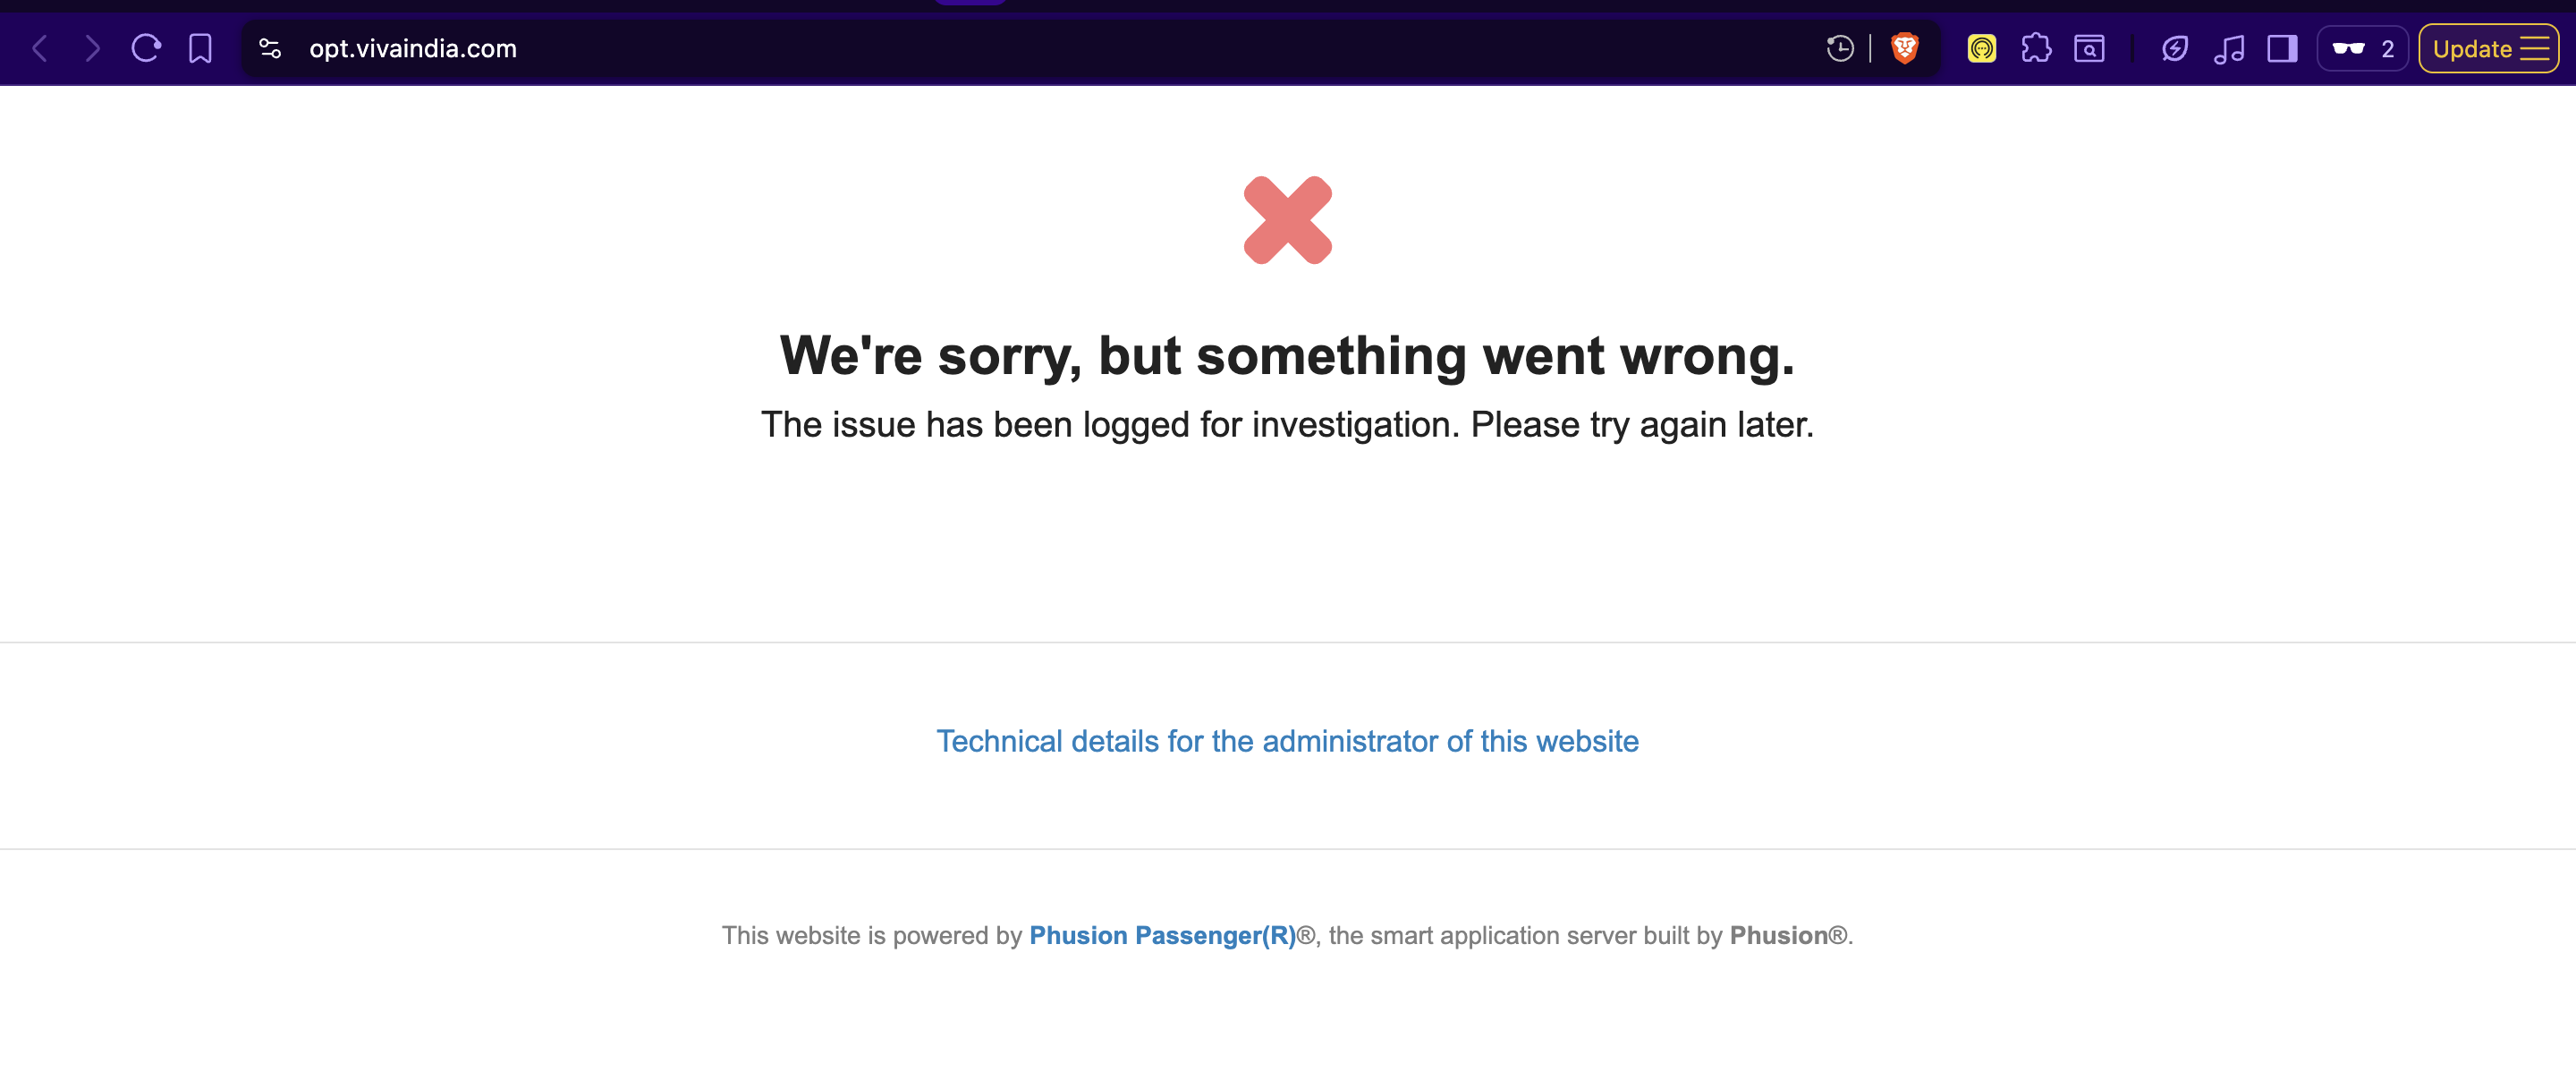 opt.vivaindia.com
2
Update
We're sorry, but something went wrong.
The issue has been logged for investigation. Please try again later.
Technical details for the administrator of this website
This website is powered by Phusion Passenger(R)®, the smart application server built by Phusion®.